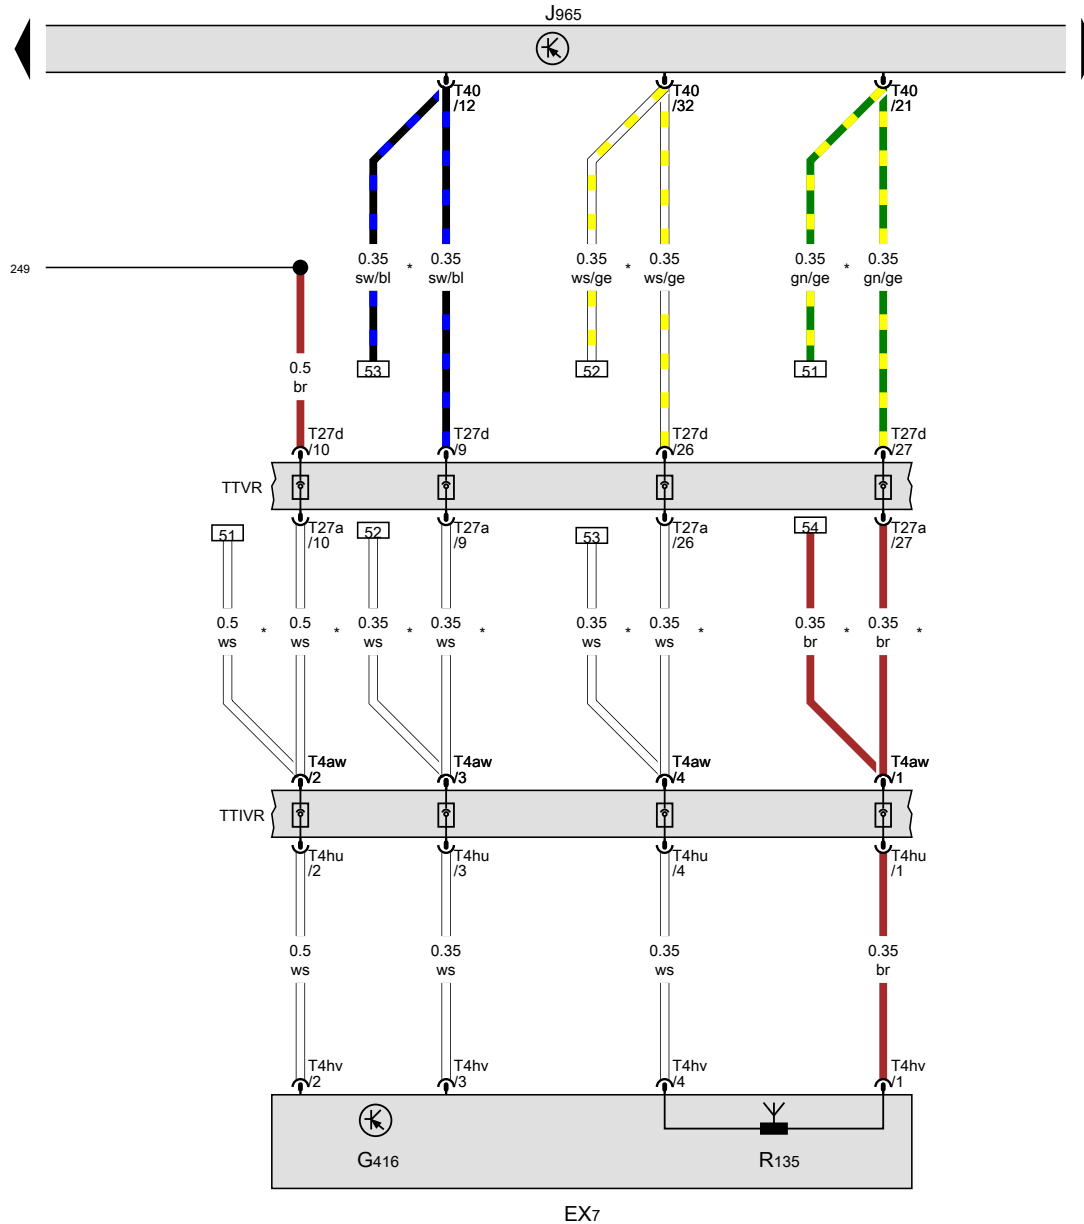 J965
T40 T40 T40
/12 /32 /21
249
0.35 * 0.35 0.35 * 0.35 0.35 * 0.35
sw/bl sw/bl ws/ge ws/ge gn/ge gn/ge
53 52 51
0.5
br
T27d T27d T27d T27d
/10 /9 /26 /27
TTVR
51 52 53 54
T27a T27a T27a T27a
/10 /9 /26 /27
0.5 * 0.5 * 0.35 * 0.35 * 0.35 * 0.35 * 0.35 * 0.35 *
ws ws ws ws ws ws br br
T4aw T4aw T4aw T4aw
/2 /3 /4 /1
TTIVR
T4hu T4hu T4hu T4hu
/2 /3 /4 /1
0.5 0.35 0.35 0.35
ws ws ws br
T4hv T4hv T4hv T4hv
/2 /3 /4 /1
G416 R135
EX7